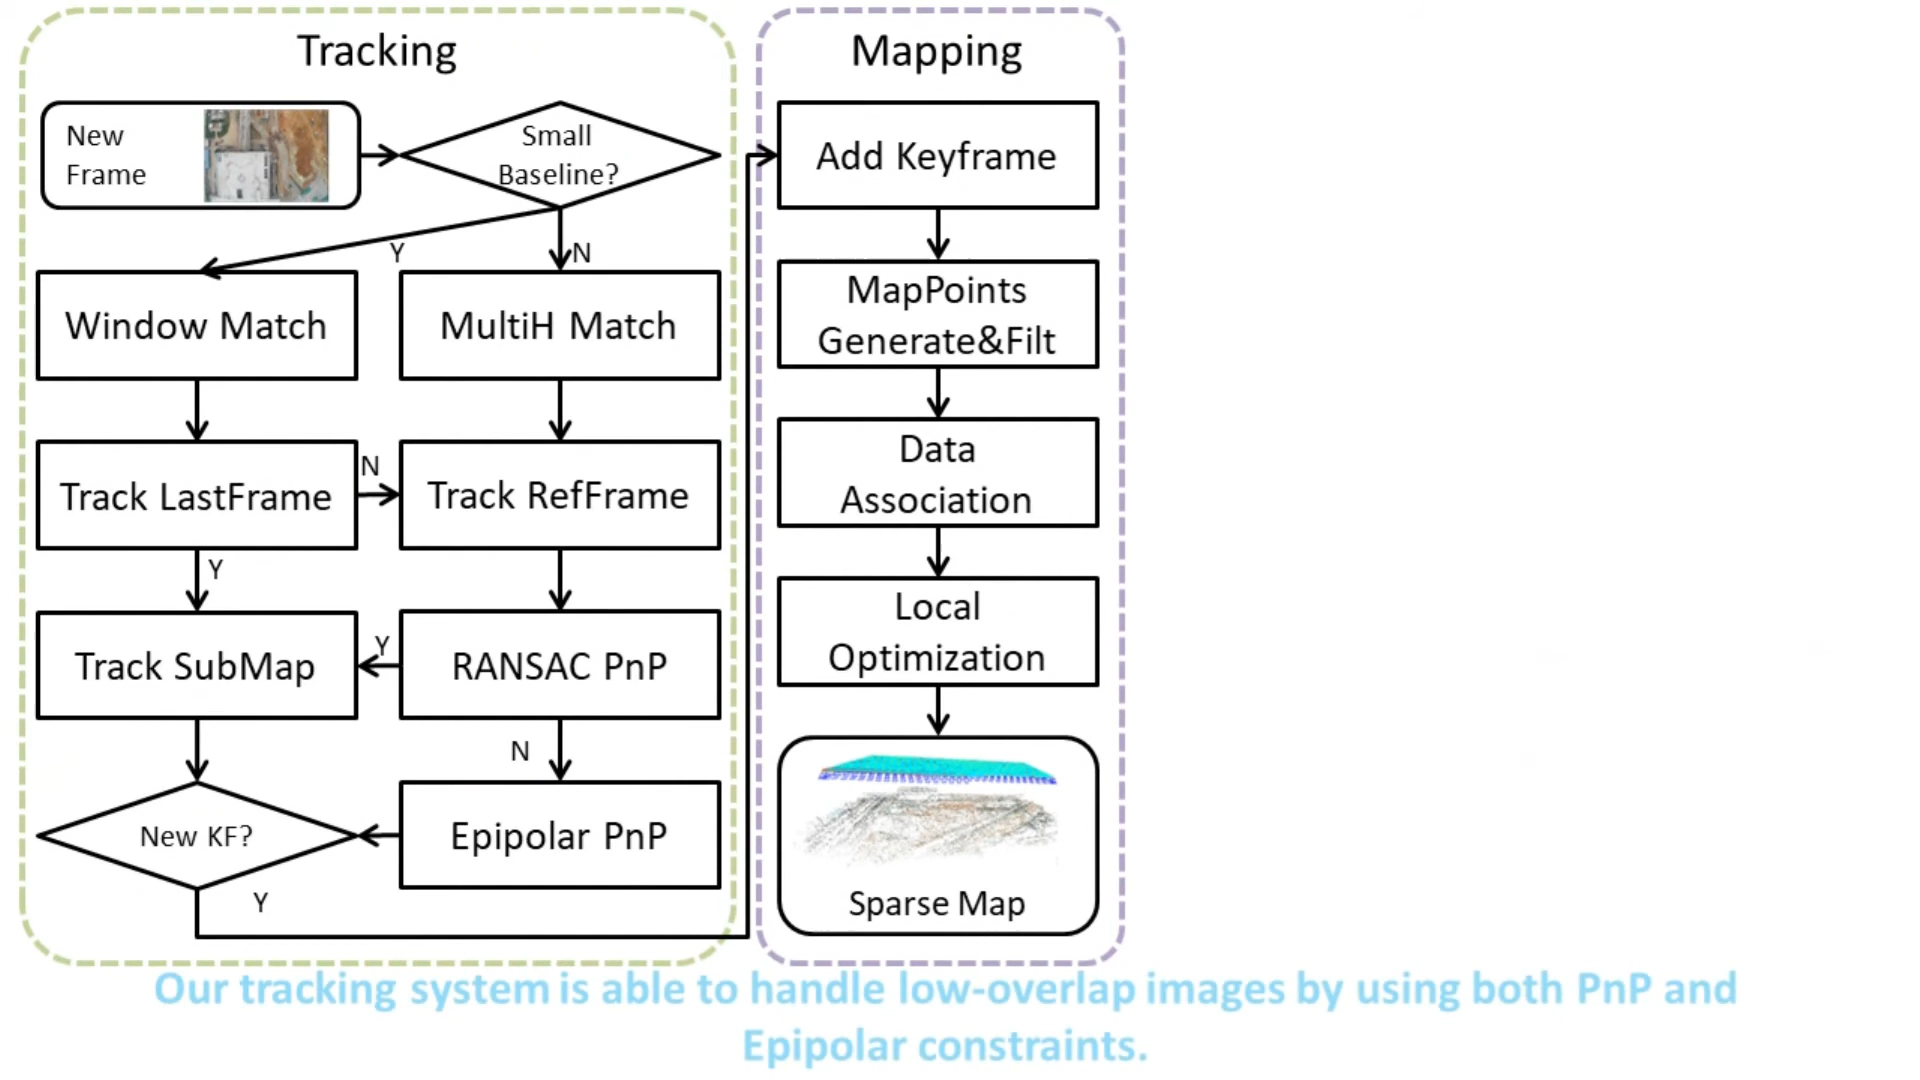 Tracking
New
Frame
Small
Baseline?
Y
N
Window Match
MultiH Match
Track LastFrame
N
Track RefFrame
Y
Track SubMap
Y
RANSAC PnP
N
New KF?
Epipolar PnP
Y
Mapping
Add Keyframe
MapPoints
Generate&Filt
Data
Association
Local
Optimization
Sparse Map
Our tracking system is able to handle low-overlap images by using both PnP and
Epipolar constraints.